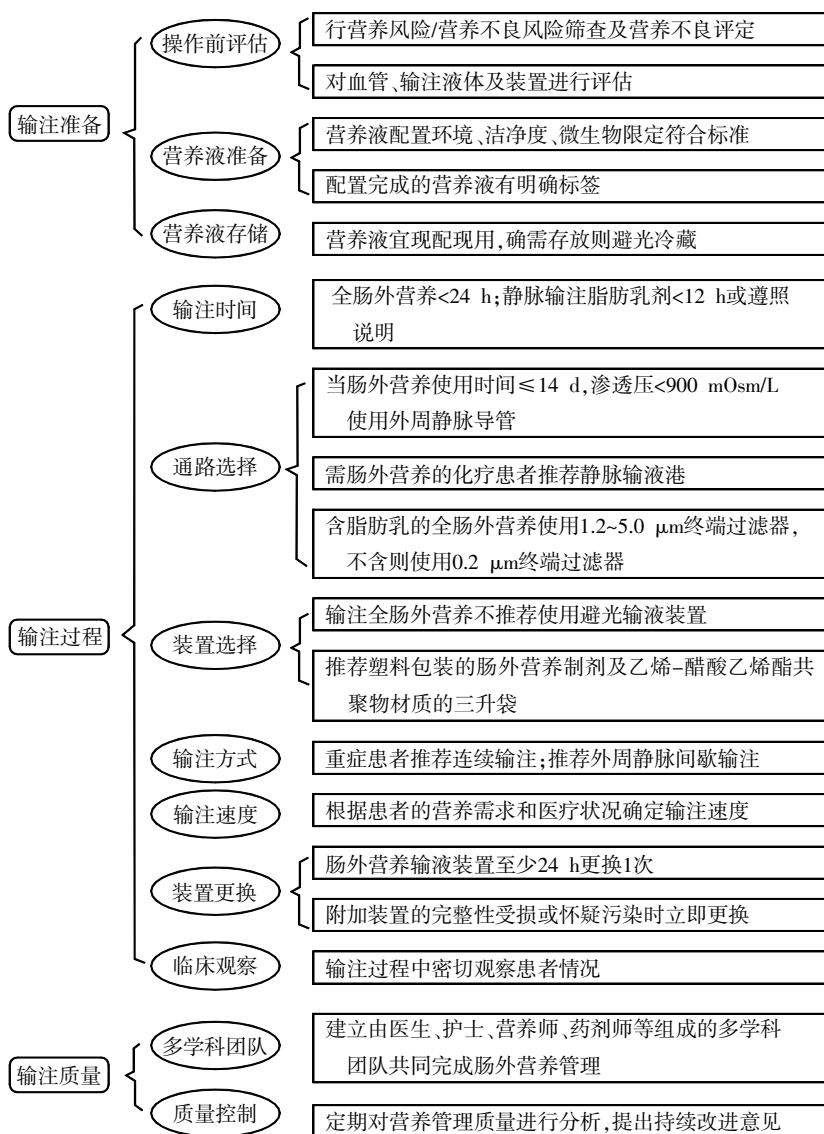 输注准备
操作前评估
行营养风险/营养不良风险筛查及营养不良评定
对血管、输注液体及装置进行评估
营养液准备
营养液配置环境、洁净度、微生物限定符合标准
配置完成的营养液有明确标签
营养液存储
营养液宜现配现用,确需存放则避光冷藏
输注过程
输注时间
全肠外营养<24 h;静脉输注脂肪乳剂<12 h或遵照
说明
通路选择
当肠外营养使用时间≤14 d,渗透压<900 mOsm/L
使用外周静脉导管
需肠外营养的化疗患者推荐静脉输液港
含脂肪乳的全肠外营养使用1.2~5.0 μm终端过滤器,
不含则使用0.2 μm终端过滤器
装置选择
输注全肠外营养不推荐使用避光输液装置
推荐塑料包装的肠外营养制剂及乙烯-醋酸乙烯酯共
聚物材质的三升袋
输注方式
重症患者推荐连续输注;推荐外周静脉间歇输注
输注速度
根据患者的营养需求和医疗状况确定输注速度
装置更换
肠外营养输液装置至少24 h更换1次
附加装置的完整性受损或怀疑污染时立即更换
临床观察
输注过程中密切观察患者情况
输注质量
多学科团队
建立由医生、护士、营养师、药剂师等组成的多学科
团队共同完成肠外营养管理
质量控制
定期对营养管理质量进行分析,提出持续改进意见